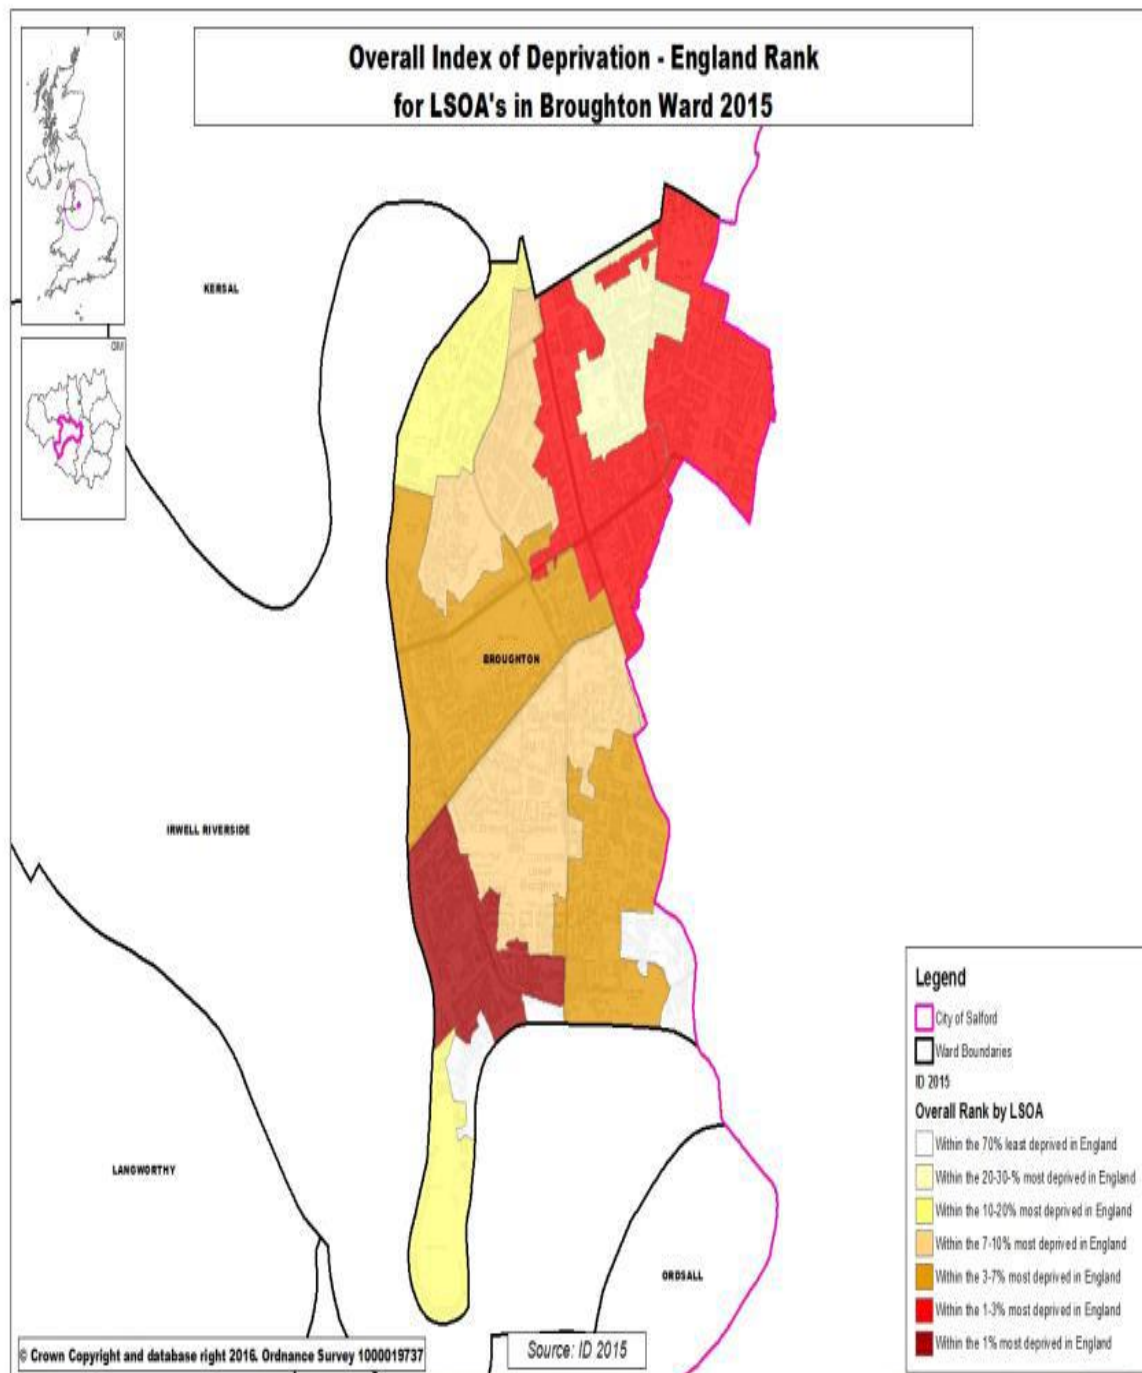 UK
Overall Index of Deprivation - England Rank
for LSOA's in Broughton Ward 2015
KERSAL
GM
BROUGHTON
IRWELL RIVERSIDE
LANGWORTHY
ORDSALL
Legend
City of Salford
Ward Boundaries
ID 2015
Overall Rank by LSOA
Within the 70% least deprived in England
Within the 20-30-% most deprived in England
Within the 10-20% most deprived in England
Within the 7-10% most deprived in England
Within the 3-7% most deprived in England
Within the 1-3% most deprived in England
Within the 1% most deprived in England
© Crown Copyright and database right 2016. Ordnance Survey 1000019737
Source: ID 2015